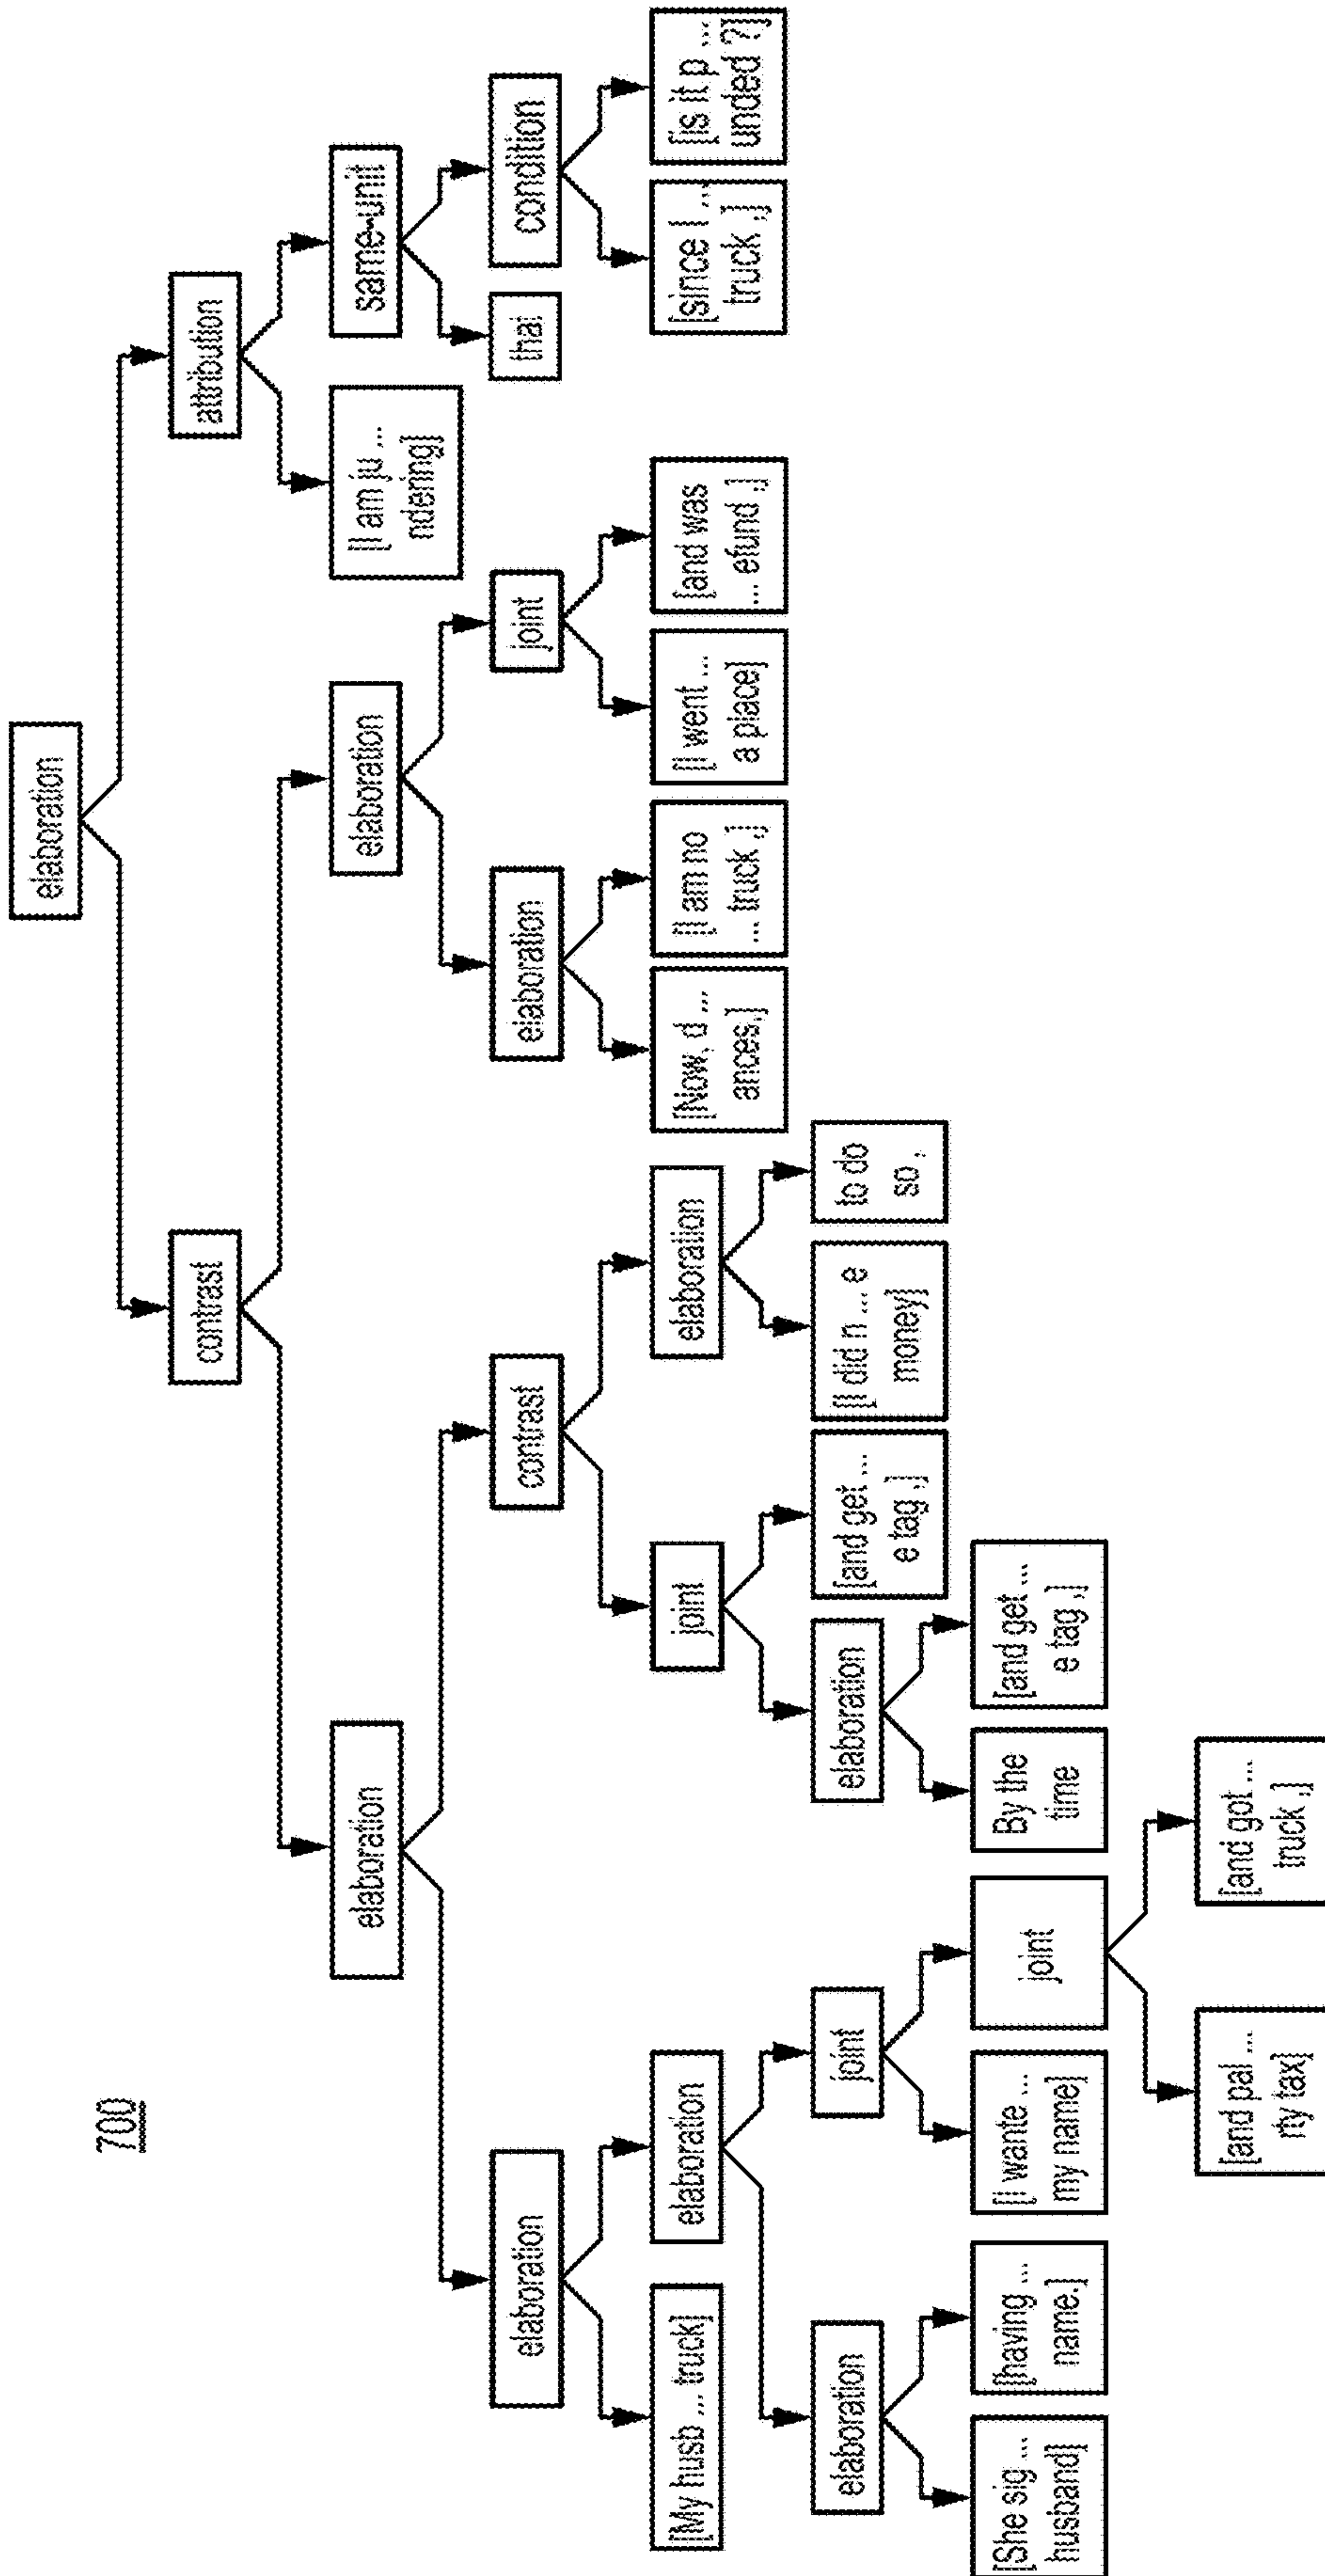 elaboration
700
contrast
attribution
elaboration
elaboration
[I am ju ...
ndering]
same-unit
elaboration
contrast
elaboration
joint
that
condition
[My husb ... truck]
elaboration
joint
elaboration
[Now, d ...
ances,]
[I am no
... truck ,]
[I went ...
a place]
[and was
... efund ,]
[since I ...
truck ,]
[is it p ...
unded ?]
elaboration
joint
elaboration
[and get ...
e tag ,]
[I did n ... e
money]
to do
so ,
[She sig ...
husband]
[having ...
name.]
[I wante ...
my name]
joint
By the
time
[and get ...
e tag ,]
[and pal ...
rty tax]
[and got ...
truck ,]